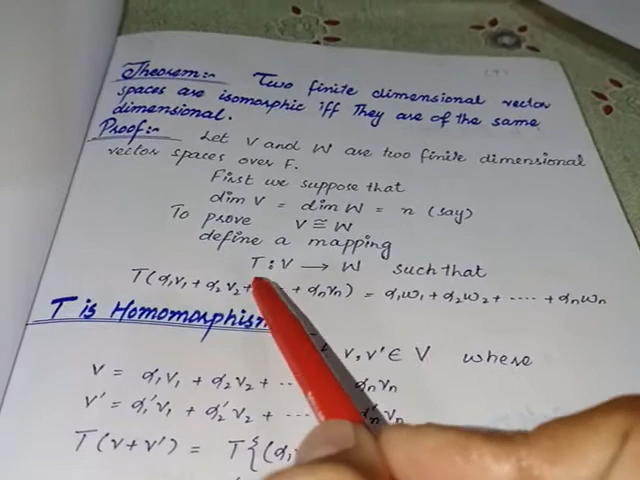 Theorem:- Two finite dimensional vector
spaces are isomorphic iff They are of the same
dimensional.
Proof:- Let V and W are two finite dimensional
vector spaces over F.
First we suppose that
dim V = dim W = n (say)
To prove V ≅ W
define a mapping
T : V → W such that
T(α₁v₁ + α₂v₂ + + αₙvₙ) = α₁w₁ + α₂w₂ + ---- + αₙwₙ
T is Homomorphism
v, v' ∈ V where
v = α₁v₁ + α₂v₂ + -- αₙvₙ
v' = α₁'v₁ + α₂'v₂ + -- αₙ'vₙ
T(v + v') = T{(α₁